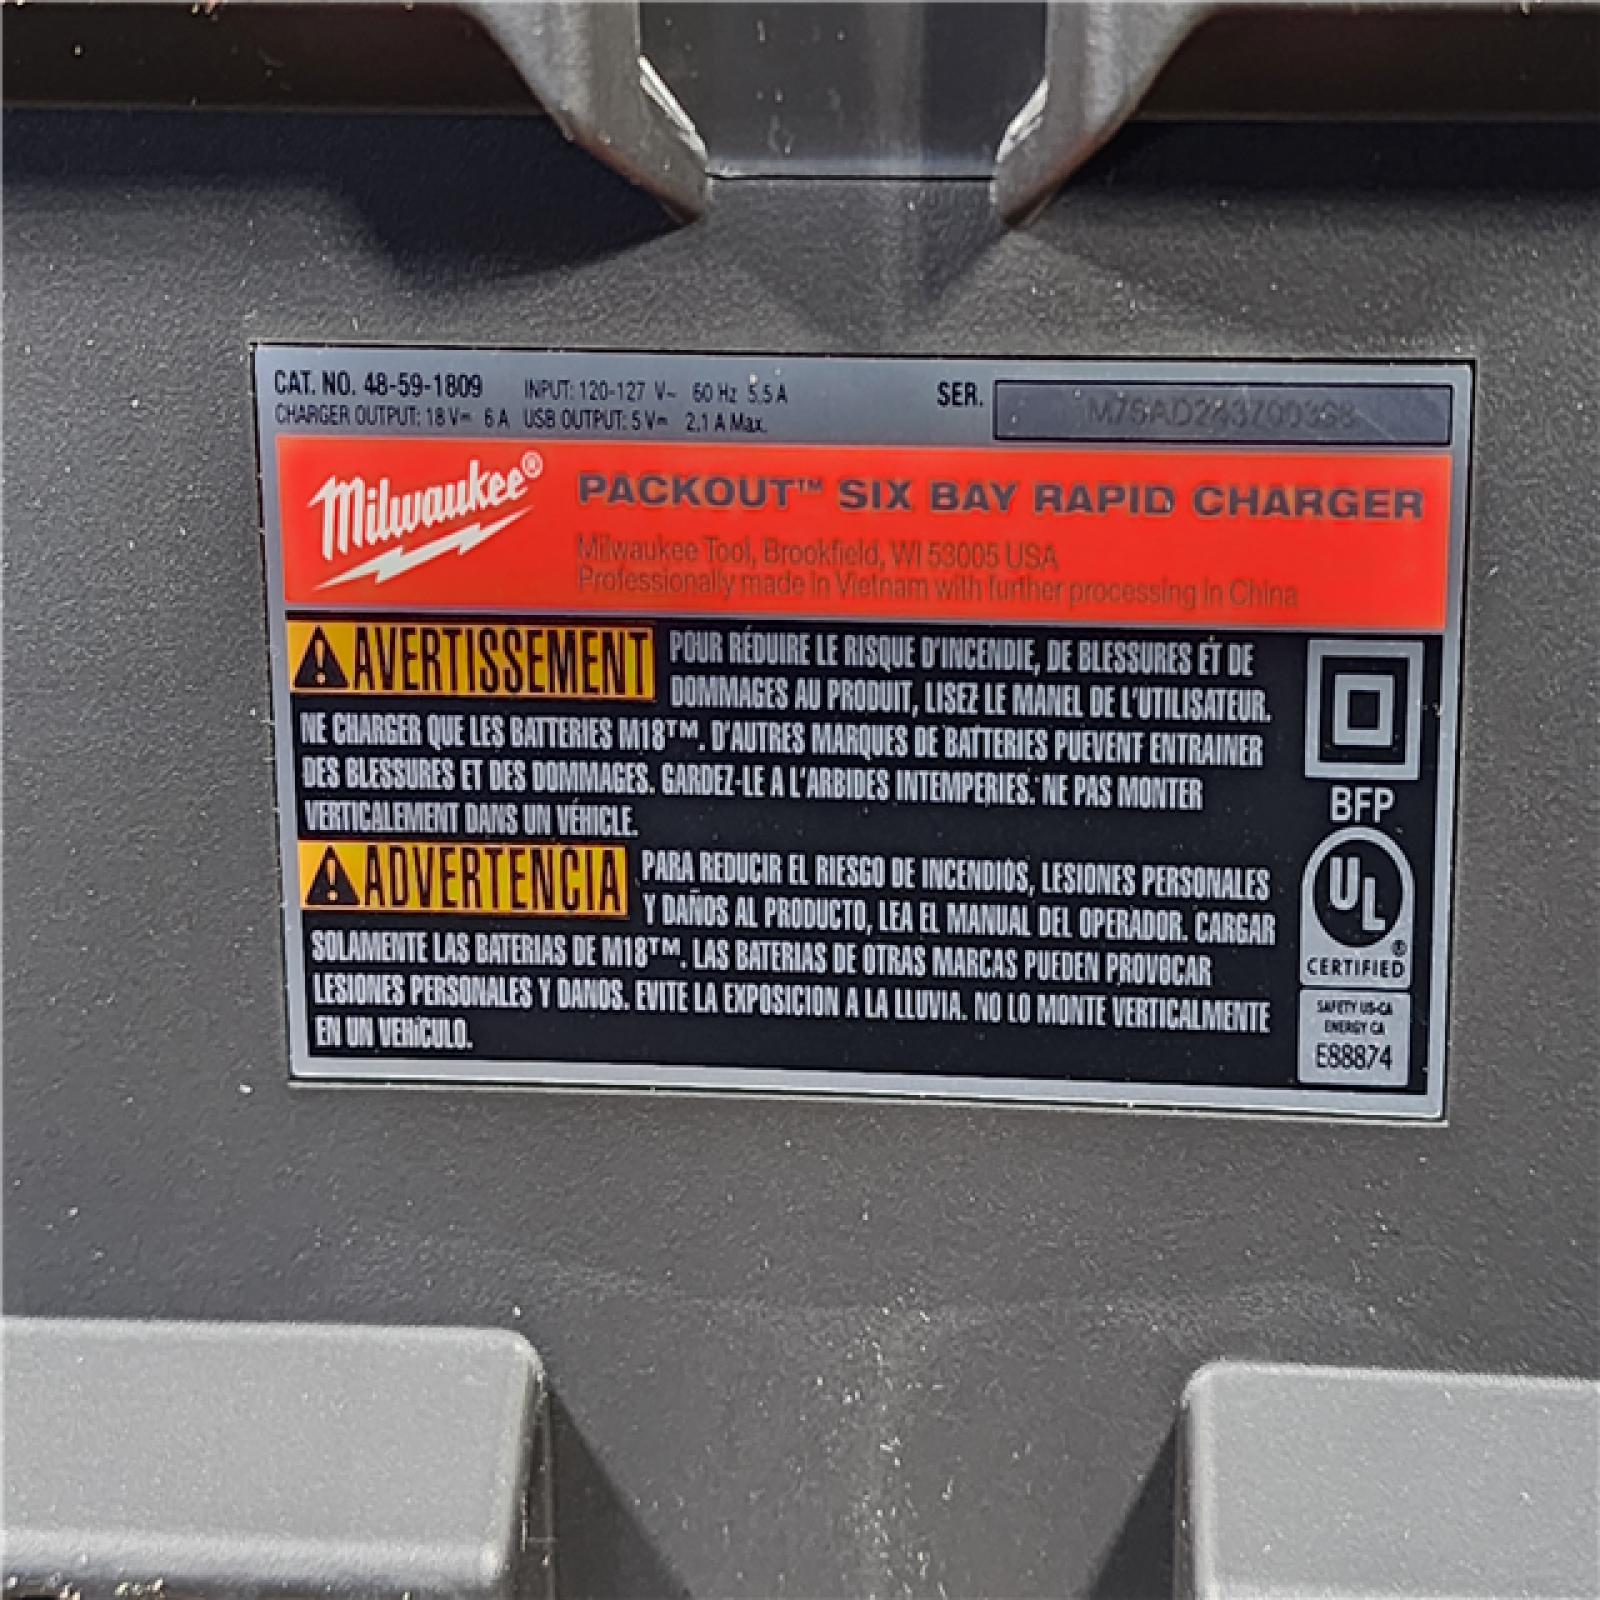 CAT. NO. 48-59-1809 INPUT: 120-127 V~ 60 Hz 5.5 A SER.
CHARGER OUTPUT: 18 V⎓ 6 A USB OUTPUT: 5 V⎓ 2.1 A Max.
Milwaukee®
PACKOUT™ SIX BAY RAPID CHARGER
Milwaukee Tool, Brookfield, WI 53005 USA
Professionally made in Vietnam with further processing in China
AVERTISSEMENT POUR RÉDUIRE LE RISQUE D'INCENDIE, DE BLESSURES ET DE
DOMMAGES AU PRODUIT, LISEZ LE MANEL DE L'UTILISATEUR.
NE CHARGER QUE LES BATTERIES M18™. D'AUTRES MARQUES DE BATTERIES PUEVENT ENTRAINER
DES BLESSURES ET DES DOMMAGES. GARDEZ-LE A L'ARBIDES INTEMPERIES. NE PAS MONTER
VERTICALEMENT DANS UN VÉHICLE.
ADVERTENCIA PARA REDUCIR EL RIESGO DE INCENDIOS, LESIONES PERSONALES
Y DAÑOS AL PRODUCTO, LEA EL MANUAL DEL OPERADOR. CARGAR
SOLAMENTE LAS BATERIAS DE M18™. LAS BATERIAS DE OTRAS MARCAS PUEDEN PROVOCAR
LESIONES PERSONALES Y DANOS. EVITE LA EXPOSICION A LA LLUVIA. NO LO MONTE VERTICALMENTE
EN UN VEHICULO.
BFP
UL®
CERTIFIED
SAFETY US-CA
ENERGY CA
E88874